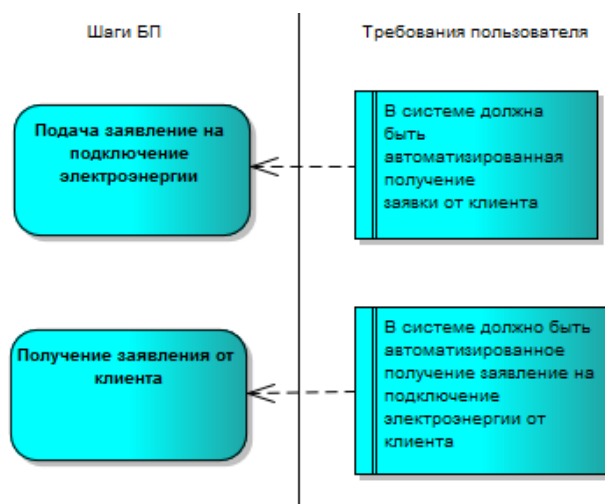 Шаги БП
Требования пользователя
Подача заявление на
подключение
электроэнергии
В системе должна
быть
автоматизированная
получение
заявки от клиента
Получение заявления от
клиента
В системе должно быть
автоматизированное
получение заявление на
подключение
электроэнергии от
клиента